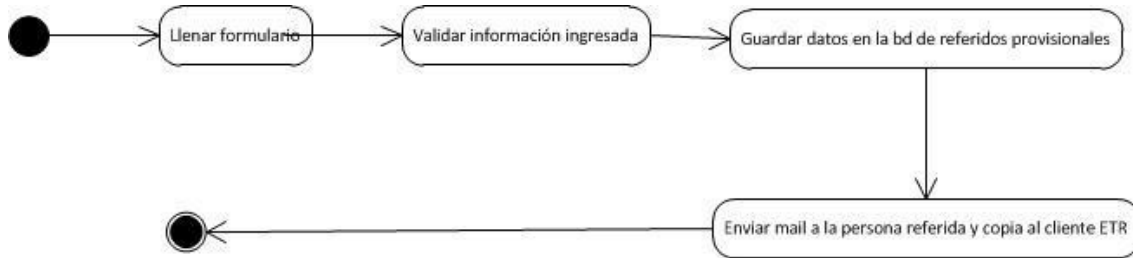 Llenar formulario
Validar información ingresada
Guardar datos en la bd de referidos provisionales
Enviar mail a la persona referida y copia al cliente ETR